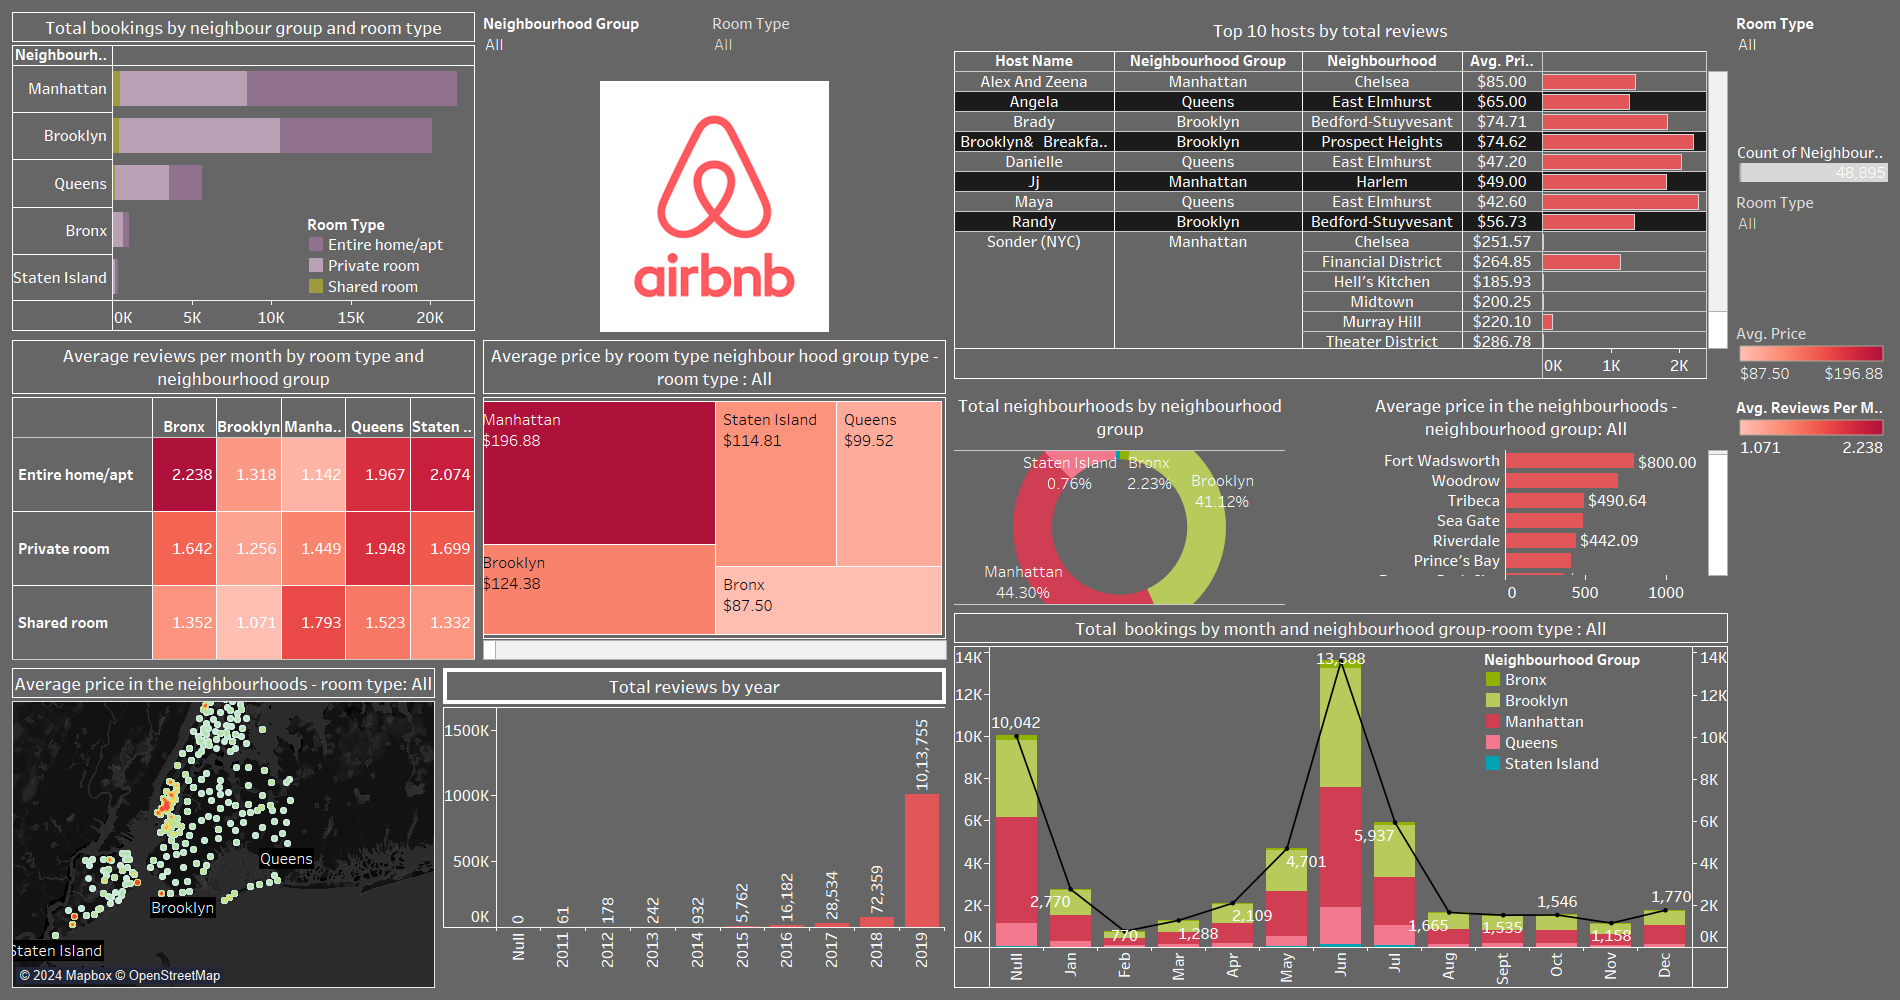 Total bookings by neighbour group and room type
Neighbourh..
Manhattan
Brooklyn
Queens
Bronx
Staten Island
Room Type
Entire home/apt
Private room
Shared room
0K 5K 10K 15K 20K
Neighbourhood Group
All
Room Type
All
airbnb
Top 10 hosts by total reviews
Host Name Neighbourhood Group Neighbourhood Avg. Pri..
Alex And Zeena Manhattan Chelsea $85.00
Angela Queens East Elmhurst $65.00
Brady Brooklyn Bedford-Stuyvesant $74.71
Brooklyn& Breakfa.. Brooklyn Prospect Heights $74.62
Danielle Queens East Elmhurst $47.20
Jj Manhattan Harlem $49.00
Maya Queens East Elmhurst $42.60
Randy Brooklyn Bedford-Stuyvesant $56.73
Sonder (NYC) Manhattan Chelsea $251.57
Financial District $264.85
Hell's Kitchen $185.93
Midtown $200.25
Murray Hill $220.10
Theater District $286.78
0K 1K 2K
Room Type
All
Count of Neighbour..
48,895
Room Type
All
Avg. Price
$87.50 $196.88
Avg. Reviews Per M..
1.071 2.238
Average reviews per month by room type and
neighbourhood group
Bronx Brooklyn Manha.. Queens Staten ..
Entire home/apt 2.238 1.318 1.142 1.967 2.074
Private room 1.642 1.256 1.449 1.948 1.699
Shared room 1.352 1.071 1.793 1.523 1.332
Average price by room type neighbour hood group type -
room type : All
Manhattan
$196.88
Staten Island
$114.81
Queens
$99.52
Brooklyn
$124.38
Bronx
$87.50
Total neighbourhoods by neighbourhood
group
Staten Island
0.76%
Bronx
2.23%
Brooklyn
41.12%
Manhattan
44.30%
Average price in the neighbourhoods -
neighbourhood group: All
Fort Wadsworth $800.00
Woodrow
Tribeca $490.64
Sea Gate
Riverdale $442.09
Prince's Bay
0 500 1000
Average price in the neighbourhoods - room type: All
Queens
Brooklyn
Staten Island
© 2024 Mapbox © OpenStreetMap
Total reviews by year
1500K
1000K
500K
0K
0 61 178 242 932 5,762 16,182 28,534 72,359 10,13,755
Null 2011 2012 2013 2014 2015 2016 2017 2018 2019
Total bookings by month and neighbourhood group-room type : All
Neighbourhood Group
Bronx
Brooklyn
Manhattan
Queens
Staten Island
14K 14K
12K 12K
10K 10K
8K 8K
6K 6K
4K 4K
2K 2K
0K 0K
10,042 2,770 770 1,288 2,109 4,701 13,588 5,937 1,665 1,535 1,546 1,158 1,770
Null Jan Feb Mar Apr May Jun Jul Aug Sept Oct Nov Dec